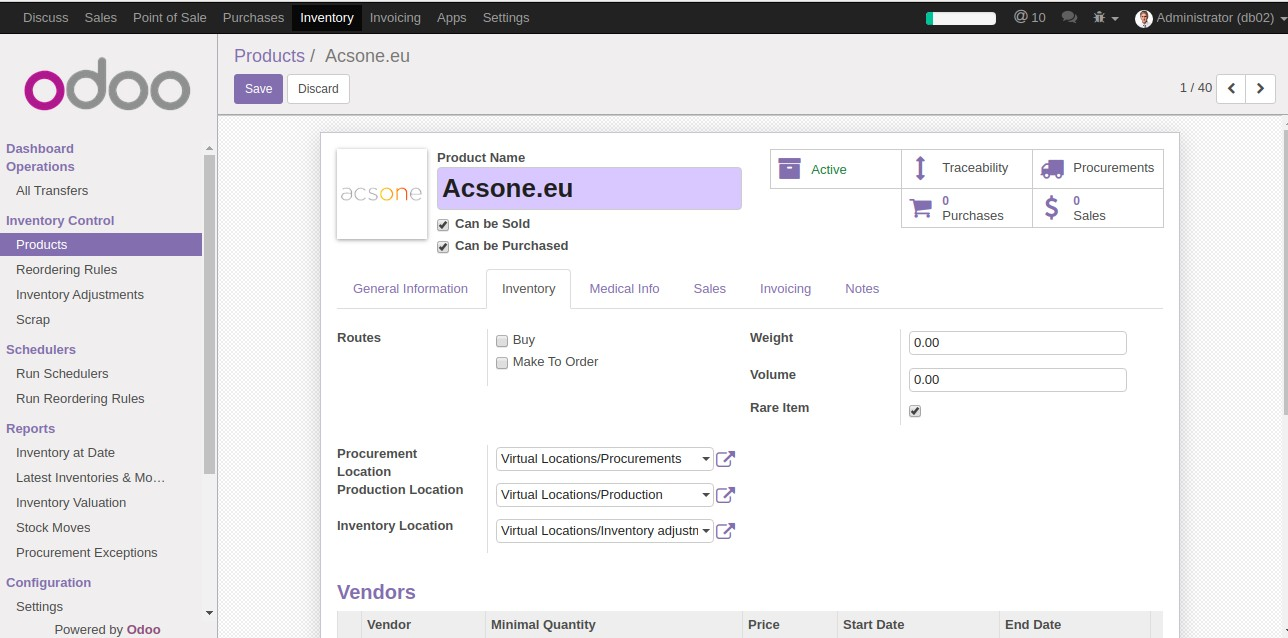 Discuss Sales Point of Sale Purchases Inventory Invoicing Apps Settings @ 10 Administrator (db02)
odoo
Dashboard
Operations
All Transfers
Inventory Control
Products
Reordering Rules
Inventory Adjustments
Scrap
Schedulers
Run Schedulers
Run Reordering Rules
Reports
Inventory at Date
Latest Inventories & Mo…
Inventory Valuation
Stock Moves
Procurement Exceptions
Configuration
Settings
Powered by Odoo
Products / Acsone.eu
Save Discard
1 / 40
acsone
Product Name
Acsone.eu
Can be Sold
Can be Purchased
Active
Traceability
Procurements
0
Purchases
0
Sales
General Information Inventory Medical Info Sales Invoicing Notes
Routes
Buy
Make To Order
Weight 0.00
Volume 0.00
Rare Item
Procurement
Location
Virtual Locations/Procurements
Production Location Virtual Locations/Production
Inventory Location Virtual Locations/Inventory adjustn
Vendors
Vendor Minimal Quantity Price Start Date End Date